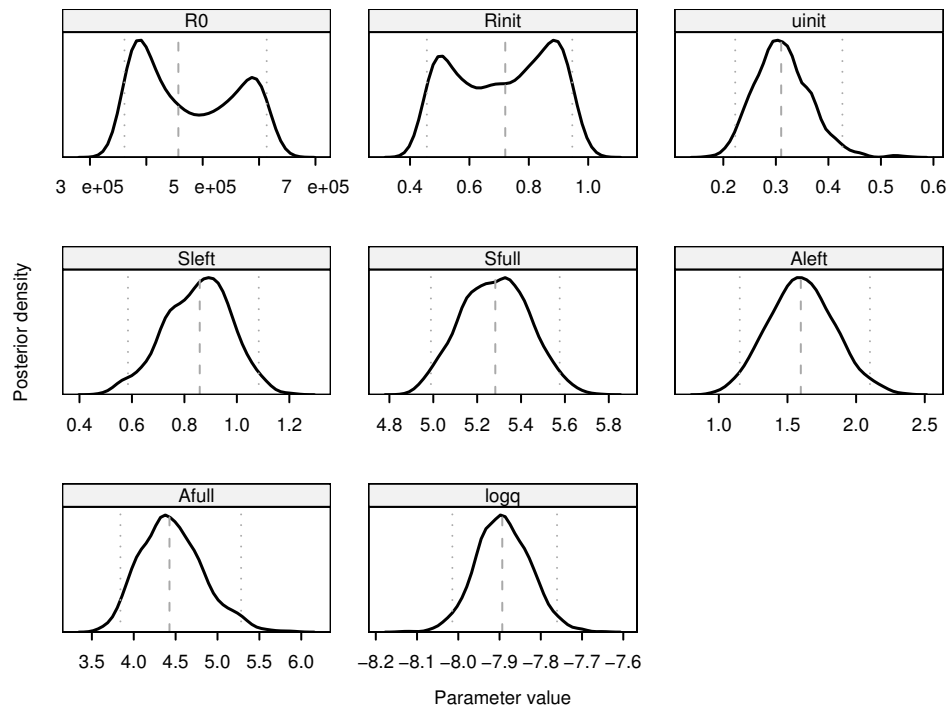 R0 Rinit uinit
3 e+05 5 e+05 7 e+05 0.4 0.6 0.8 1.0 0.2 0.3 0.4 0.5 0.6
Sleft Sfull Aleft
Posterior density
0.4 0.6 0.8 1.0 1.2 4.8 5.0 5.2 5.4 5.6 5.8 1.0 1.5 2.0 2.5
Afull logq
3.5 4.0 4.5 5.0 5.5 6.0 −8.2 −8.1 −8.0 −7.9 −7.8 −7.7 −7.6
Parameter value